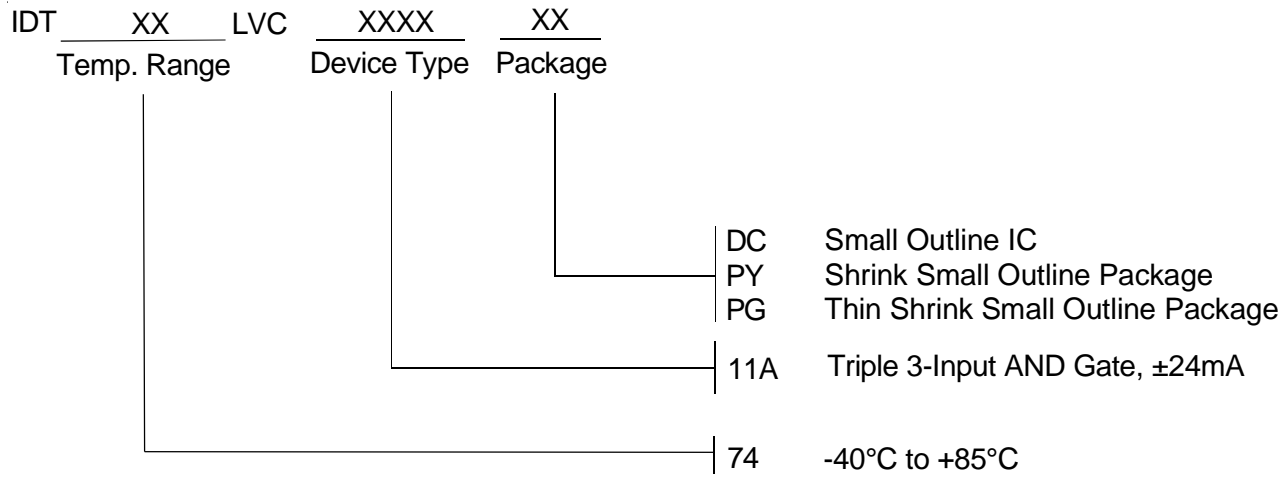 IDT XX LVC XXXX XX
Temp. Range Device Type Package
DC Small Outline IC
PY Shrink Small Outline Package
PG Thin Shrink Small Outline Package
11A Triple 3-Input AND Gate, ±24mA
74 -40°C to +85°C